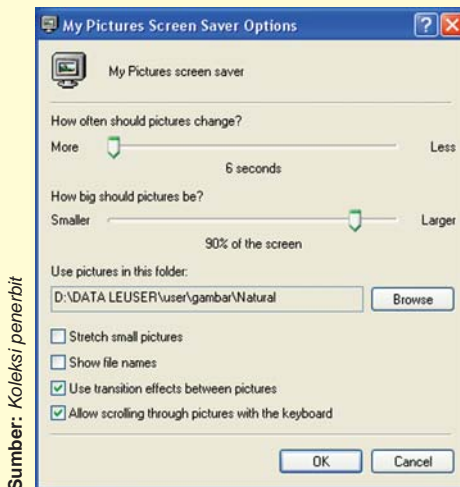 My Pictures Screen Saver Options
My Pictures screen saver
How often should pictures change?
More Less
6 seconds
How big should pictures be?
Smaller Larger
90% of the screen
Use pictures in this folder:
D:\DATA LEUSER\user\gambar\Natural Browse
Stretch small pictures
Show file names
Use transition effects between pictures
Allow scrolling through pictures with the keyboard
OK Cancel
Sumber: Koleksi penerbit